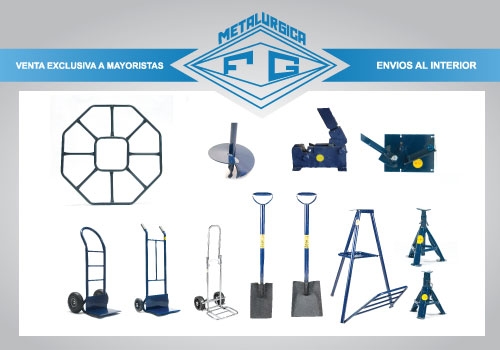 METALURGICA
FG
VENTA EXCLUSIVA A MAYORISTAS
ENVIOS AL INTERIOR